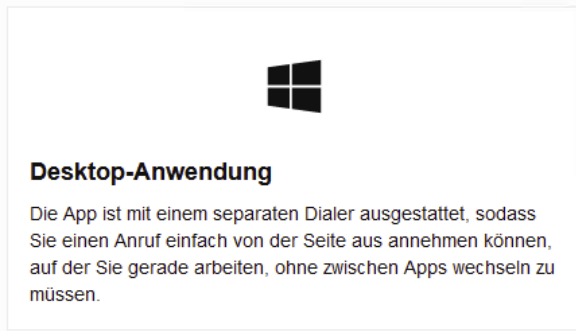 Desktop-Anwendung
Die App ist mit einem separaten Dialer ausgestattet, sodass
Sie einen Anruf einfach von der Seite aus annehmen können,
auf der Sie gerade arbeiten, ohne zwischen Apps wechseln zu
müssen.